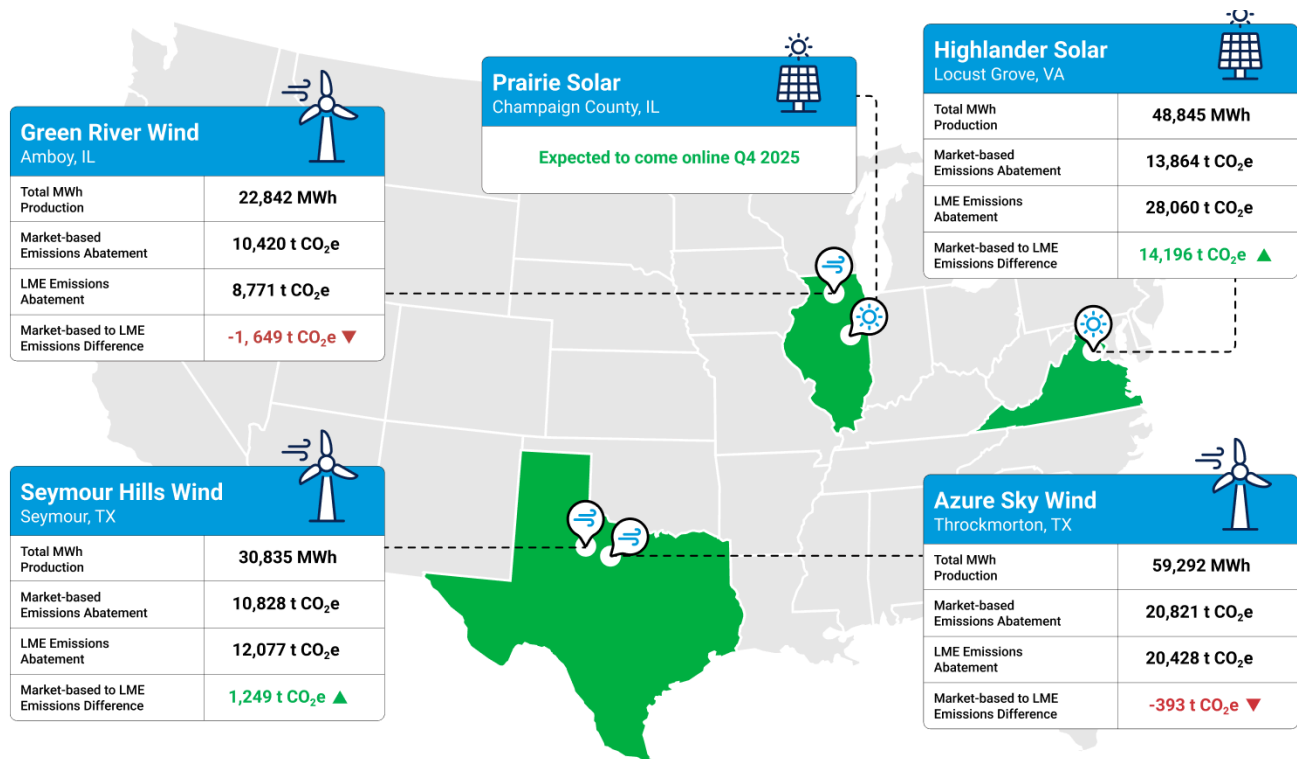 Green River Wind
Amboy, IL
Total MWh
Production
22,842 MWh
Market-based
Emissions Abatement
10,420 t CO₂e
LME Emissions
Abatement
8,771 t CO₂e
Market-based to LME
Emissions Difference
-1, 649 t CO₂e ▼
Prairie Solar
Champaign County, IL
Expected to come online Q4 2025
Highlander Solar
Locust Grove, VA
Total MWh
Production
48,845 MWh
Market-based
Emissions Abatement
13,864 t CO₂e
LME Emissions
Abatement
28,060 t CO₂e
Market-based to LME
Emissions Difference
14,196 t CO₂e ▲
Seymour Hills Wind
Seymour, TX
Total MWh
Production
30,835 MWh
Market-based
Emissions Abatement
10,828 t CO₂e
LME Emissions
Abatement
12,077 t CO₂e
Market-based to LME
Emissions Difference
1,249 t CO₂e ▲
Azure Sky Wind
Throckmorton, TX
Total MWh
Production
59,292 MWh
Market-based
Emissions Abatement
20,821 t CO₂e
LME Emissions
Abatement
20,428 t CO₂e
Market-based to LME
Emissions Difference
-393 t CO₂e ▼